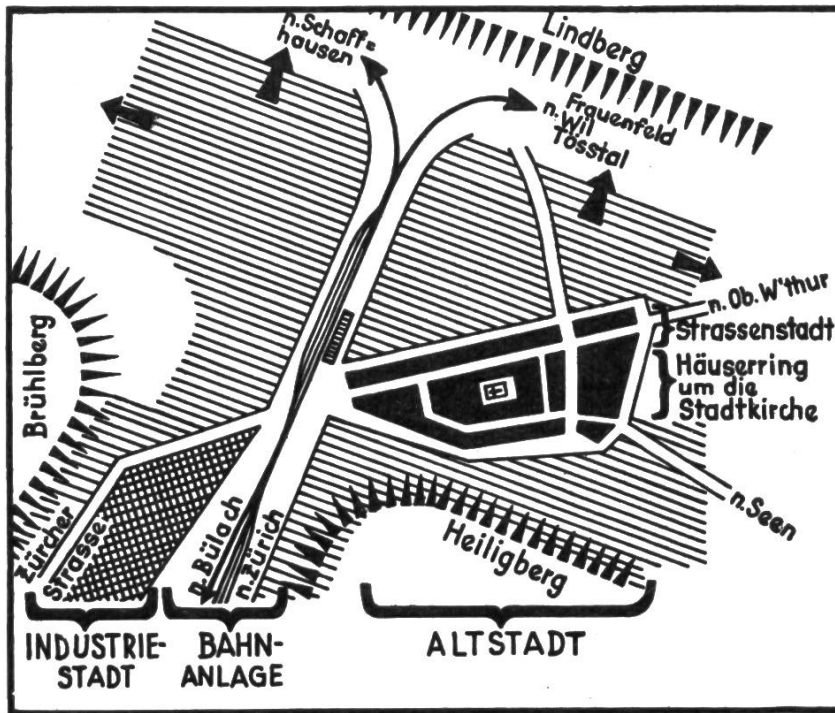 n. Schaff=
hausen
Lindberg
Frauenfeld
n. Wil
Tösstal
n. Ob. W'thur
Strassenstadt
Häuserring
um die
Stadtkirche
Brühlberg
Zürcher
Strasse
n. Bülach
n. Zürich
Heiligberg
n. Seen
INDUSTRIE-
STADT
BAHN-
ANLAGE
ALTSTADT